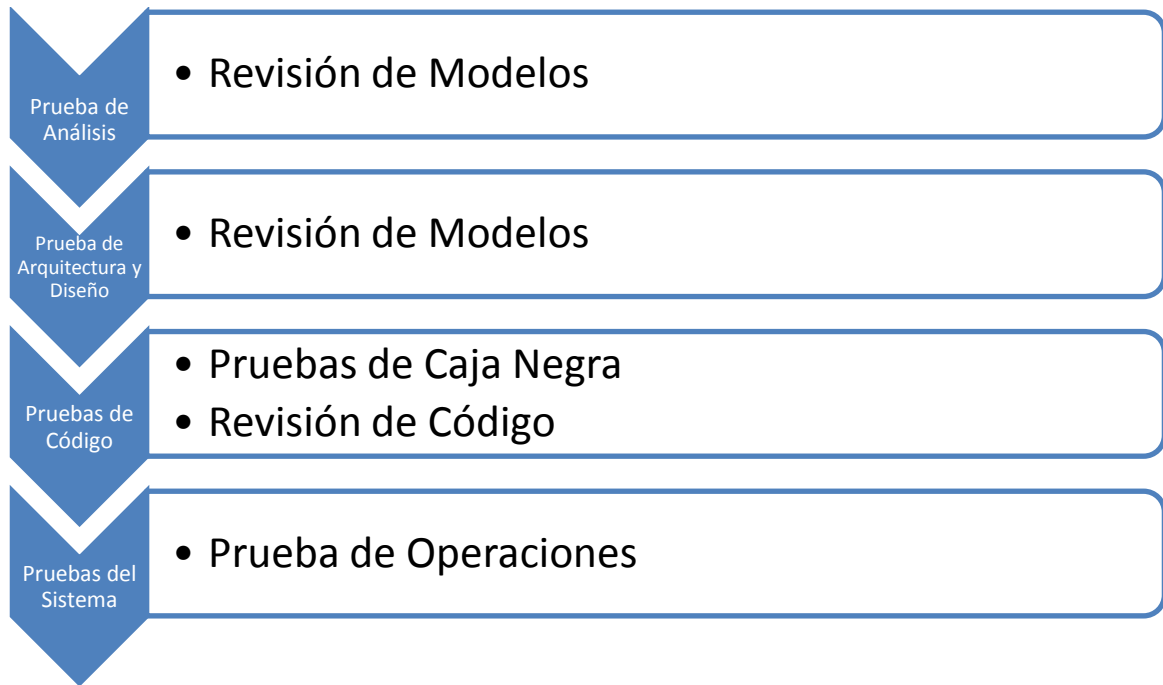 Prueba de
Análisis
• Revisión de Modelos
Prueba de
Arquitectura y
Diseño
• Revisión de Modelos
Pruebas de
Código
• Pruebas de Caja Negra
• Revisión de Código
Pruebas del
Sistema
• Prueba de Operaciones